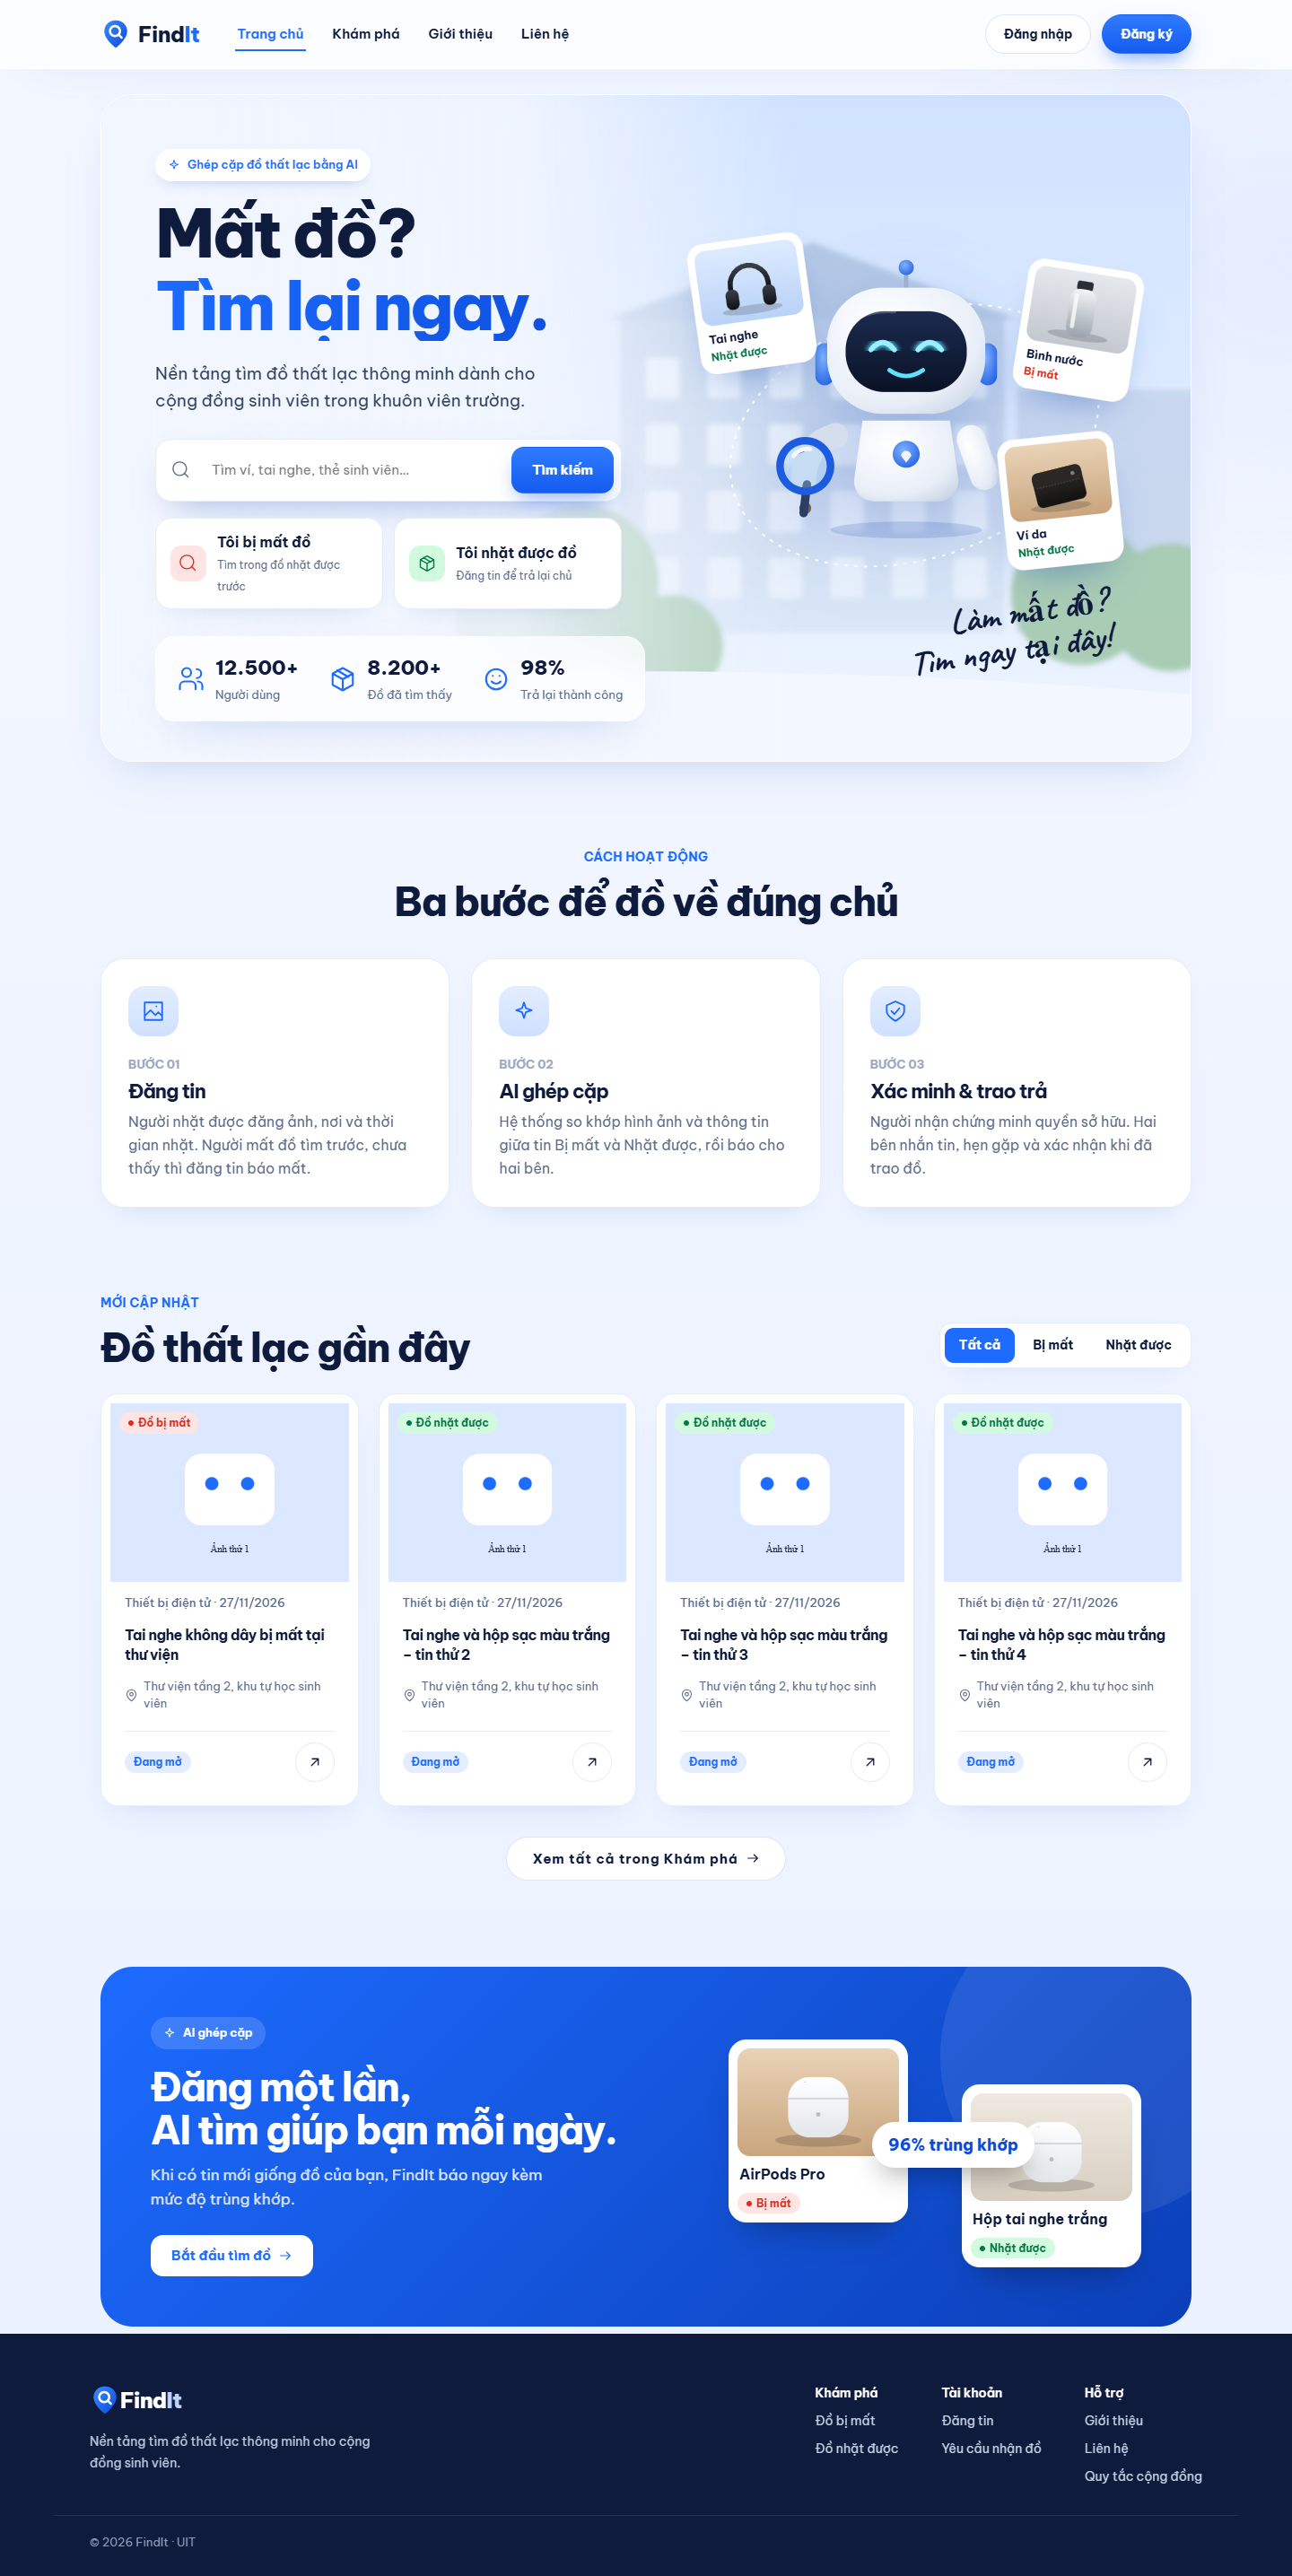 FindIt
Trang chủ
Khám phá
Giới thiệu
Liên hệ
Đăng nhập
Đăng ký
Ghép cặp đồ thất lạc bằng AI
Mất đồ?
Tìm lại ngay.
Nền tảng tìm đồ thất lạc thông minh dành cho
cộng đồng sinh viên trong khuôn viên trường.
Tìm ví, tai nghe, thẻ sinh viên...
Tìm kiếm
Tôi bị mất đồ
Tìm trong đồ nhặt được
trước
Tôi nhặt được đồ
Đăng tin để trả lại chủ
12.500+
Người dùng
8.200+
Đồ đã tìm thấy
98%
Trả lại thành công
Tai nghe
Nhặt được
Bình nước
Bị mất
Ví da
Nhặt được
Làm mất đồ?
Tìm ngay tại đây!
CÁCH HOẠT ĐỘNG
Ba bước để đồ về đúng chủ
BƯỚC 01
Đăng tin
Người nhặt được đăng ảnh, nơi và thời
gian nhặt. Người mất đồ tìm trước, chưa
thấy thì đăng tin báo mất.
BƯỚC 02
AI ghép cặp
Hệ thống so khớp hình ảnh và thông tin
giữa tin Bị mất và Nhặt được, rồi báo cho
hai bên.
BƯỚC 03
Xác minh & trao trả
Người nhận chứng minh quyền sở hữu. Hai
bên nhắn tin, hẹn gặp và xác nhận khi đã
trao đồ.
MỚI CẬP NHẬT
Đồ thất lạc gần đây
Tất cả
Bị mất
Nhặt được
Đồ bị mất
Ảnh thử 1
Thiết bị điện tử · 27/11/2026
Tai nghe không dây bị mất tại
thư viện
Thư viện tầng 2, khu tự học sinh
viên
Đang mở
Đồ nhặt được
Ảnh thử 1
Thiết bị điện tử · 27/11/2026
Tai nghe và hộp sạc màu trắng
– tin thử 2
Thư viện tầng 2, khu tự học sinh
viên
Đang mở
Đồ nhặt được
Ảnh thử 1
Thiết bị điện tử · 27/11/2026
Tai nghe và hộp sạc màu trắng
– tin thử 3
Thư viện tầng 2, khu tự học sinh
viên
Đang mở
Đồ nhặt được
Ảnh thử 1
Thiết bị điện tử · 27/11/2026
Tai nghe và hộp sạc màu trắng
– tin thử 4
Thư viện tầng 2, khu tự học sinh
viên
Đang mở
Xem tất cả trong Khám phá
AI ghép cặp
Đăng một lần,
AI tìm giúp bạn mỗi ngày.
Khi có tin mới giống đồ của bạn, FindIt báo ngay kèm
mức độ trùng khớp.
Bắt đầu tìm đồ
AirPods Pro
Bị mất
96% trùng khớp
Hộp tai nghe trắng
Nhặt được
FindIt
Nền tảng tìm đồ thất lạc thông minh cho cộng
đồng sinh viên.
Khám phá
Đồ bị mất
Đồ nhặt được
Tài khoản
Đăng tin
Yêu cầu nhận đồ
Hỗ trợ
Giới thiệu
Liên hệ
Quy tắc cộng đồng
© 2026 FindIt · UIT